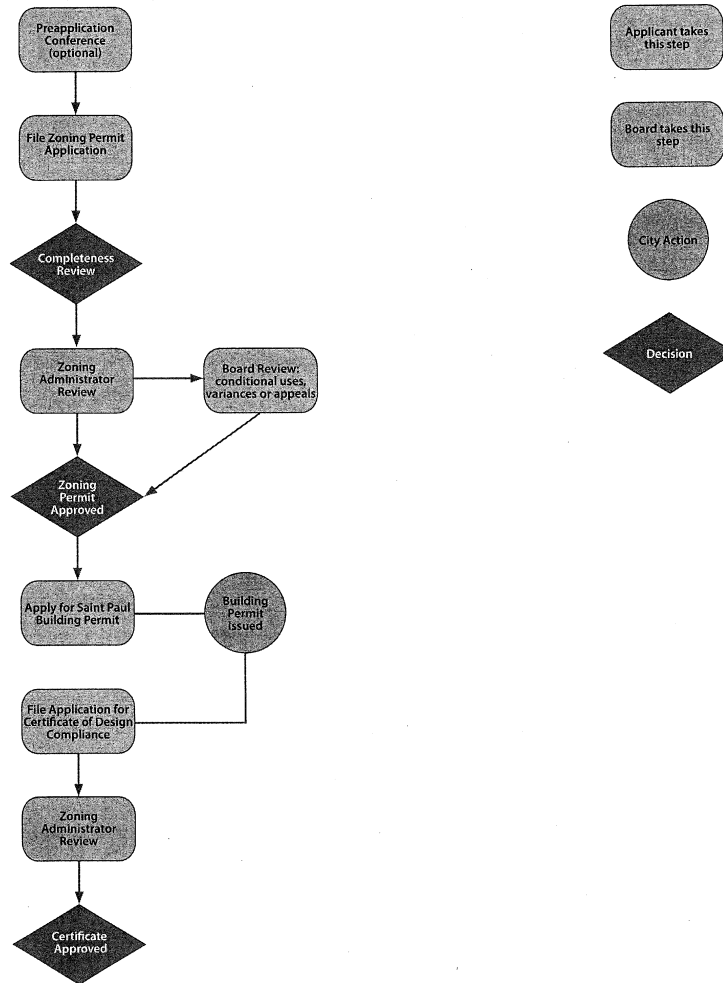 Preapplication
Conference
(optional)
File Zoning Permit
Application
Completeness
Review
Zoning
Administrator
Review
Board Review:
conditional uses,
variances or appeals
Zoning
Permit
Approved
Apply for Saint Paul
Building Permit
Building
Permit
Issued
File Application for
Certificate of Design
Compliance
Zoning
Administrator
Review
Certificate
Approved
Applicant takes
this step
Board takes this
step
City Action
Decision